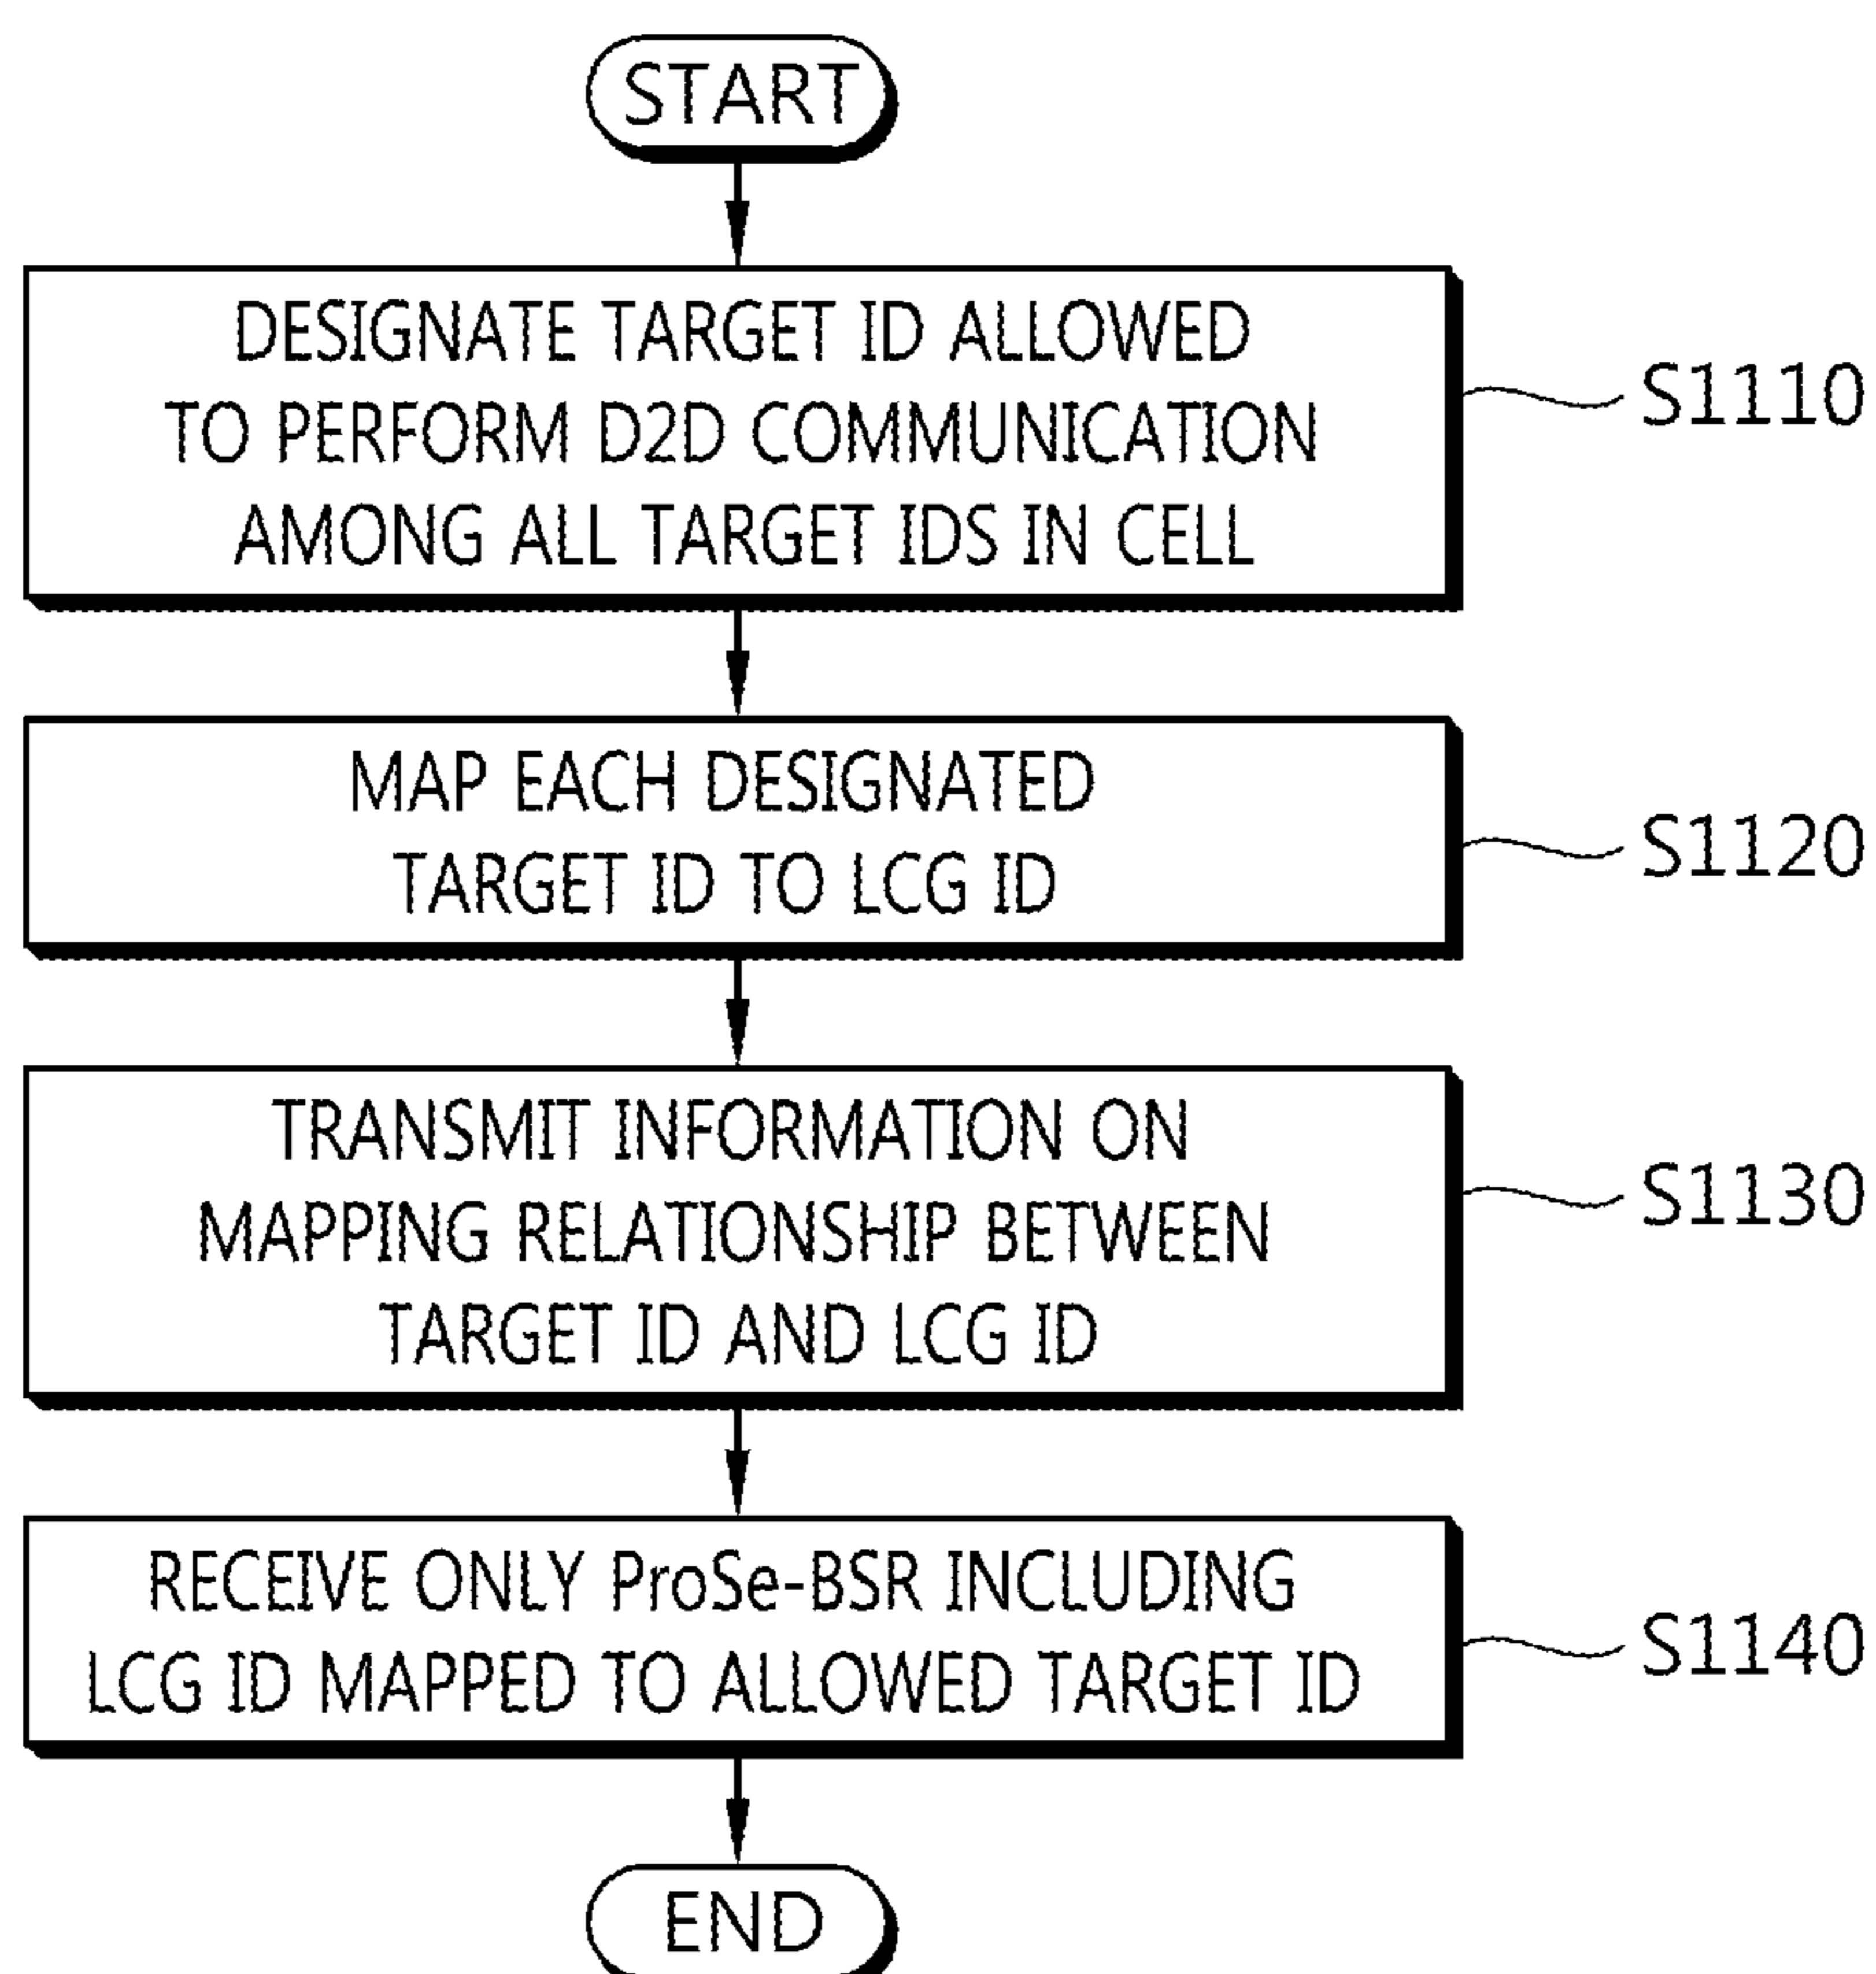 START
DESIGNATE TARGET ID ALLOWED
TO PERFORM D2D COMMUNICATION
AMONG ALL TARGET IDS IN CELL
S1110
MAP EACH DESIGNATED
TARGET ID TO LCG ID
S1120
TRANSMIT INFORMATION ON
MAPPING RELATIONSHIP BETWEEN
TARGET ID AND LCG ID
S1130
RECEIVE ONLY ProSe-BSR INCLUDING
LCG ID MAPPED TO ALLOWED TARGET ID
S1140
END